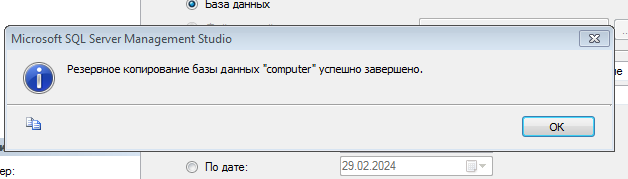 База данных
Microsoft SQL Server Management Studio
Резервное копирование базы данных "computer" успешно завершено.
OK
По дате:
29.02.2024
ер: